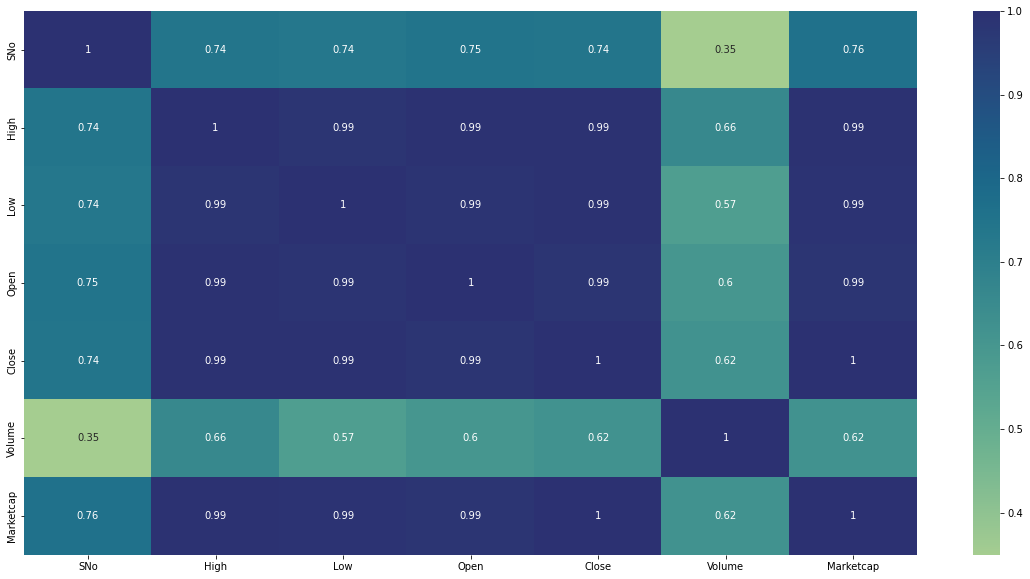 SNo 1 0.74 0.74 0.75 0.74 0.35 0.76
High 0.74 1 0.99 0.99 0.99 0.66 0.99
Low 0.74 0.99 1 0.99 0.99 0.57 0.99
Open 0.75 0.99 0.99 1 0.99 0.6 0.99
Close 0.74 0.99 0.99 0.99 1 0.62 1
Volume 0.35 0.66 0.57 0.6 0.62 1 0.62
Marketcap 0.76 0.99 0.99 0.99 1 0.62 1
SNo High Low Open Close Volume Marketcap
1.0
0.9
0.8
0.7
0.6
0.5
0.4